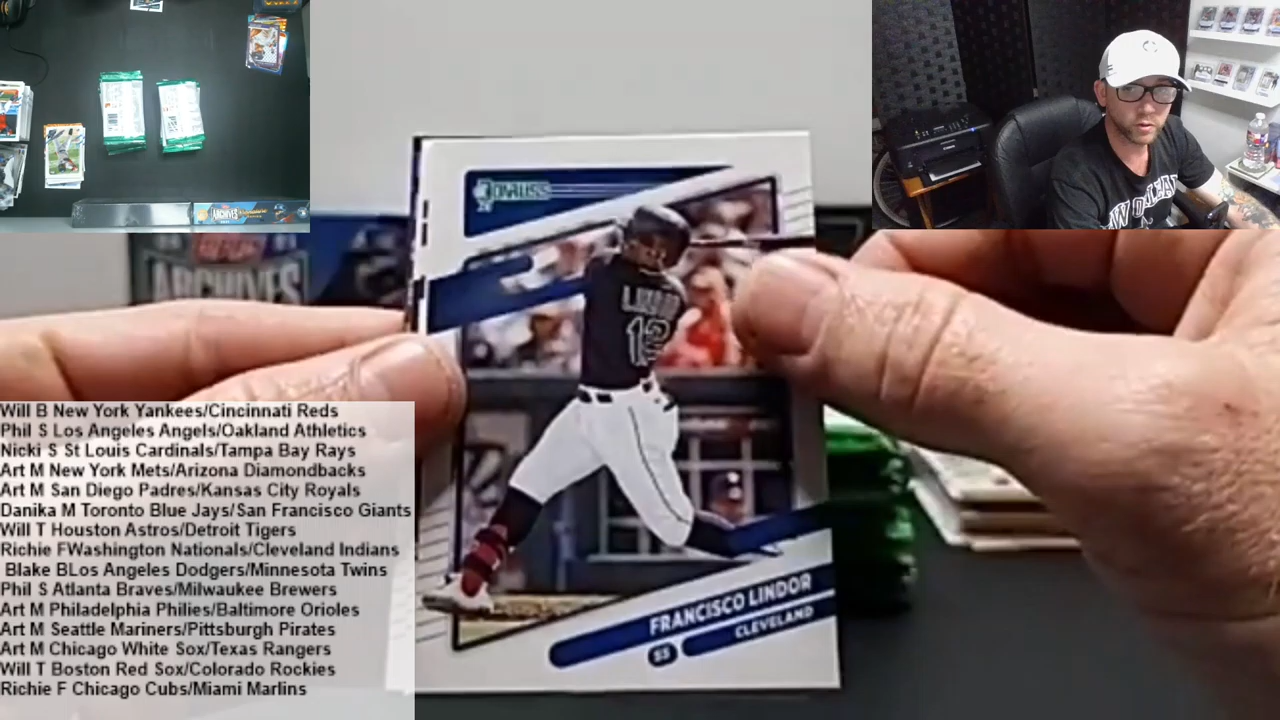 DONRUSS
LINDOR
12
ARCHIVES
ARCHIVES
FRANCISCO LINDOR
SS
CLEVELAND
Will B New York Yankees/Cincinnati Reds
Phil S Los Angeles Angels/Oakland Athletics
Nicki S St Louis Cardinals/Tampa Bay Rays
Art M New York Mets/Arizona Diamondbacks
Art M San Diego Padres/Kansas City Royals
Danika M Toronto Blue Jays/San Francisco Giants
Will T Houston Astros/Detroit Tigers
Richie FWashington Nationals/Cleveland Indians
Blake BLos Angeles Dodgers/Minnesota Twins
Phil S Atlanta Braves/Milwaukee Brewers
Art M Philadelphia Philies/Baltimore Orioles
Art M Seattle Mariners/Pittsburgh Pirates
Art M Chicago White Sox/Texas Rangers
Will T Boston Red Sox/Colorado Rockies
Richie F Chicago Cubs/Miami Marlins